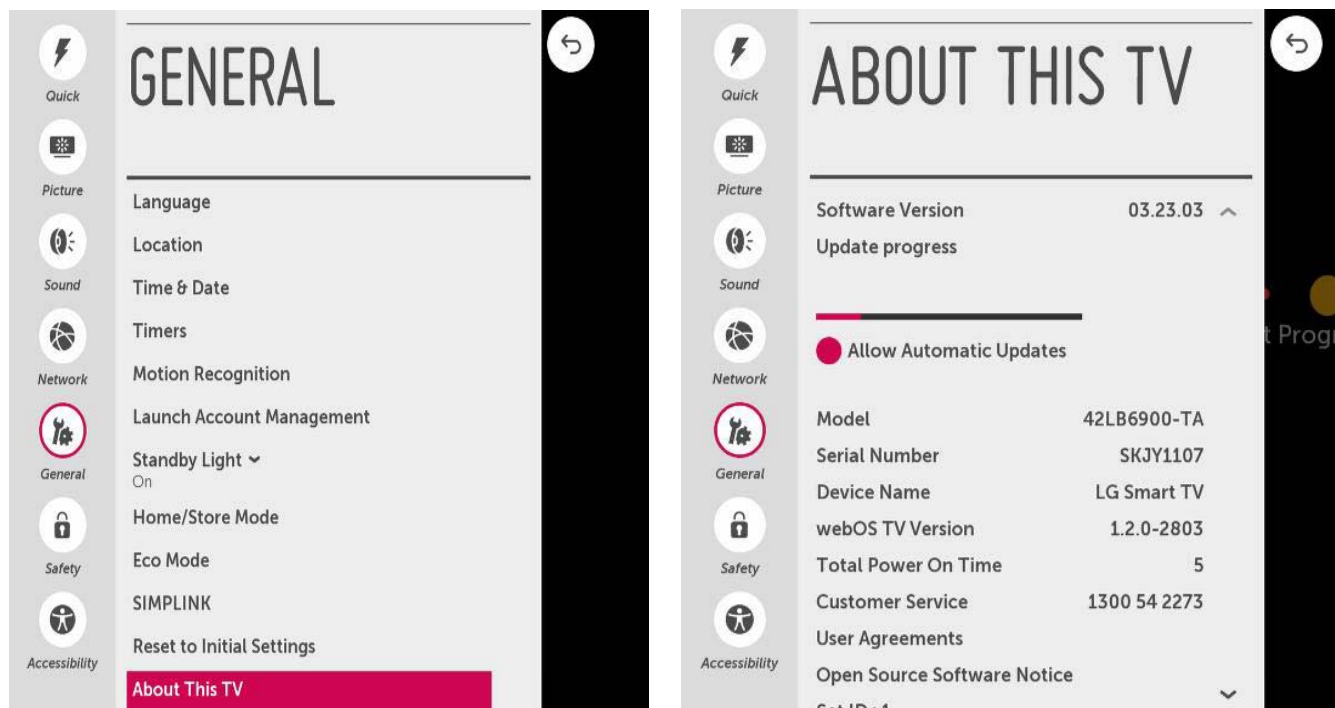 GENERAL
Quick
Picture
Sound
Network
General
Safety
Accessibility
Language
Location
Time & Date
Timers
Motion Recognition
Launch Account Management
Standby Light
On
Home/Store Mode
Eco Mode
SIMPLINK
Reset to Initial Settings
About This TV
ABOUT THIS TV
Quick
Picture
Sound
Network
General
Safety
Accessibility
Software Version 03.23.03
Update progress
Allow Automatic Updates
Model 42LB6900-TA
Serial Number SKJY1107
Device Name LG Smart TV
webOS TV Version 1.2.0-2803
Total Power On Time 5
Customer Service 1300 54 2273
User Agreements
Open Source Software Notice
t Progr